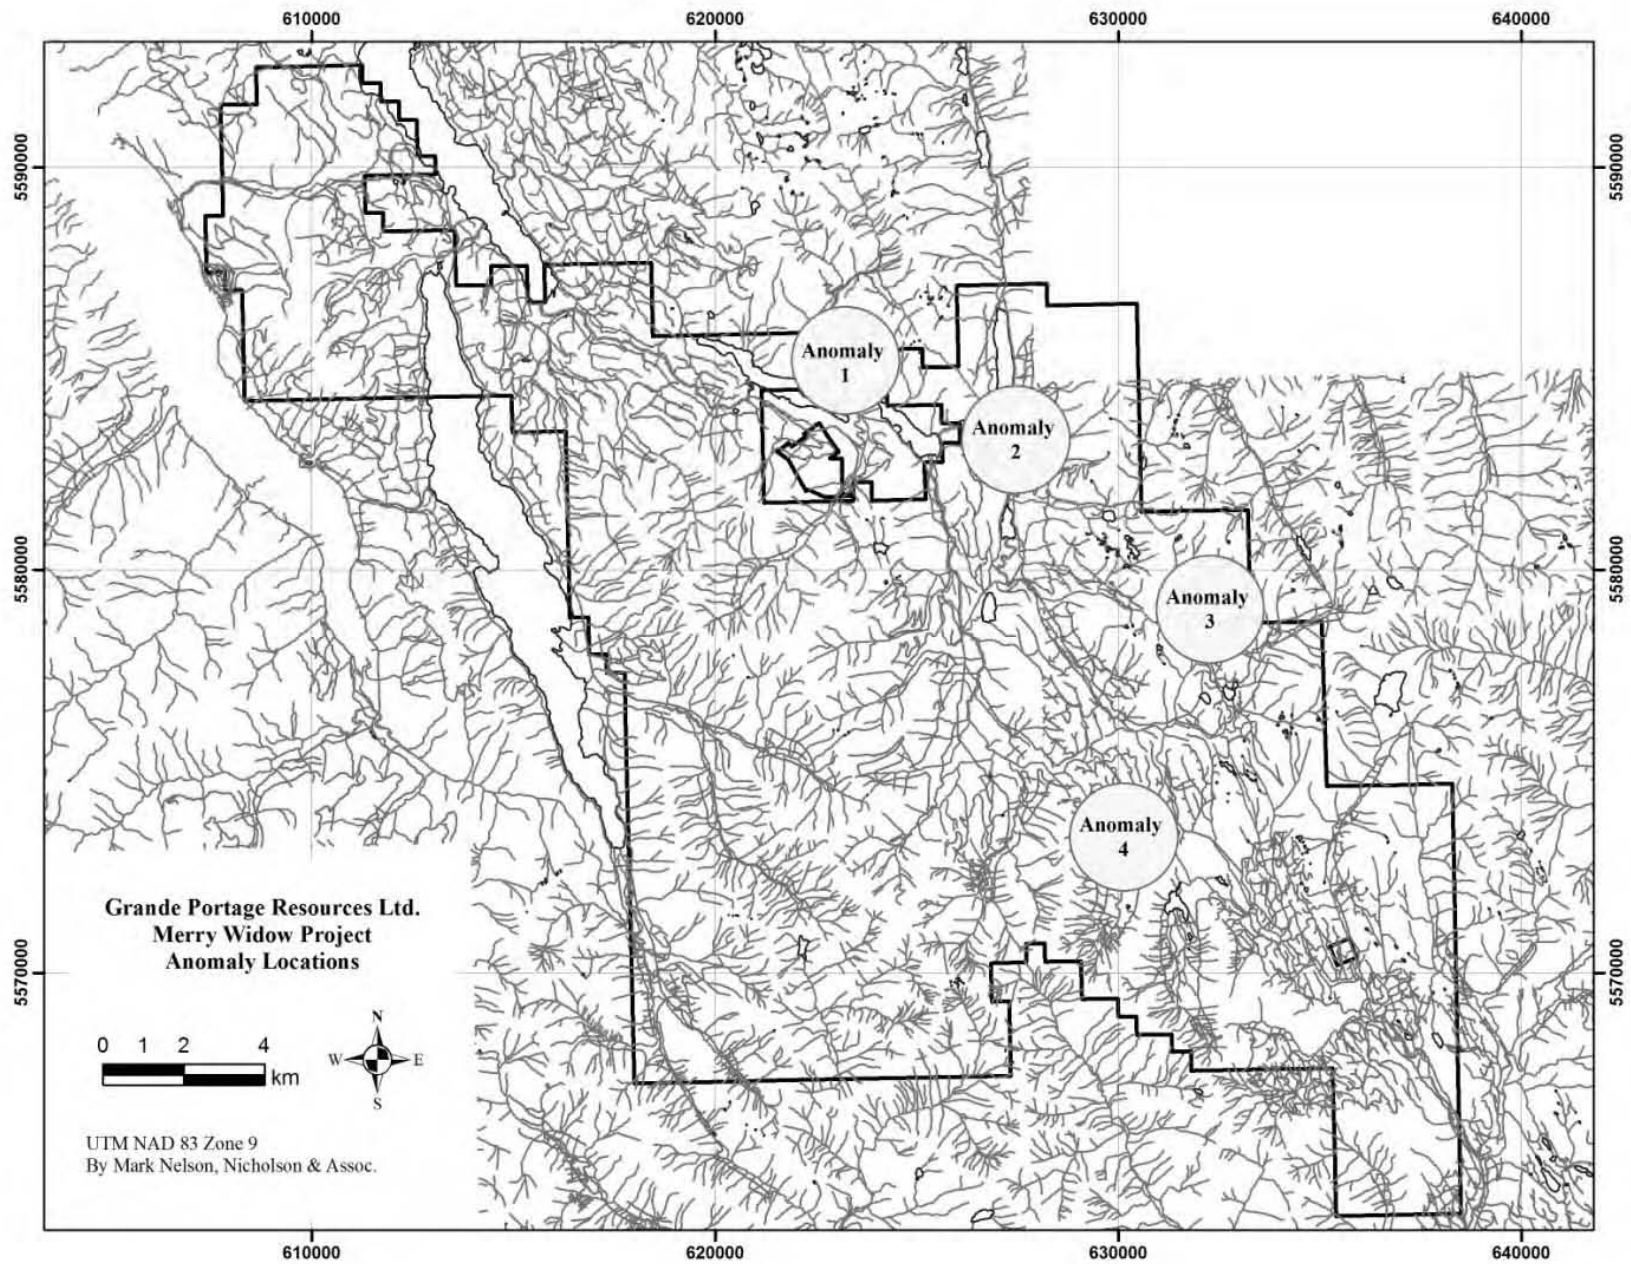 610000
620000
630000
640000
5590000
5590000
Anomaly
1
Anomaly
2
5580000
5580000
Anomaly
3
Anomaly
4
Grande Portage Resources Ltd.
Merry Widow Project
Anomaly Locations
5570000
5570000
N
W
E
S
0 1 2 4
km
UTM NAD 83 Zone 9
By Mark Nelson, Nicholson & Assoc.
610000
620000
630000
640000